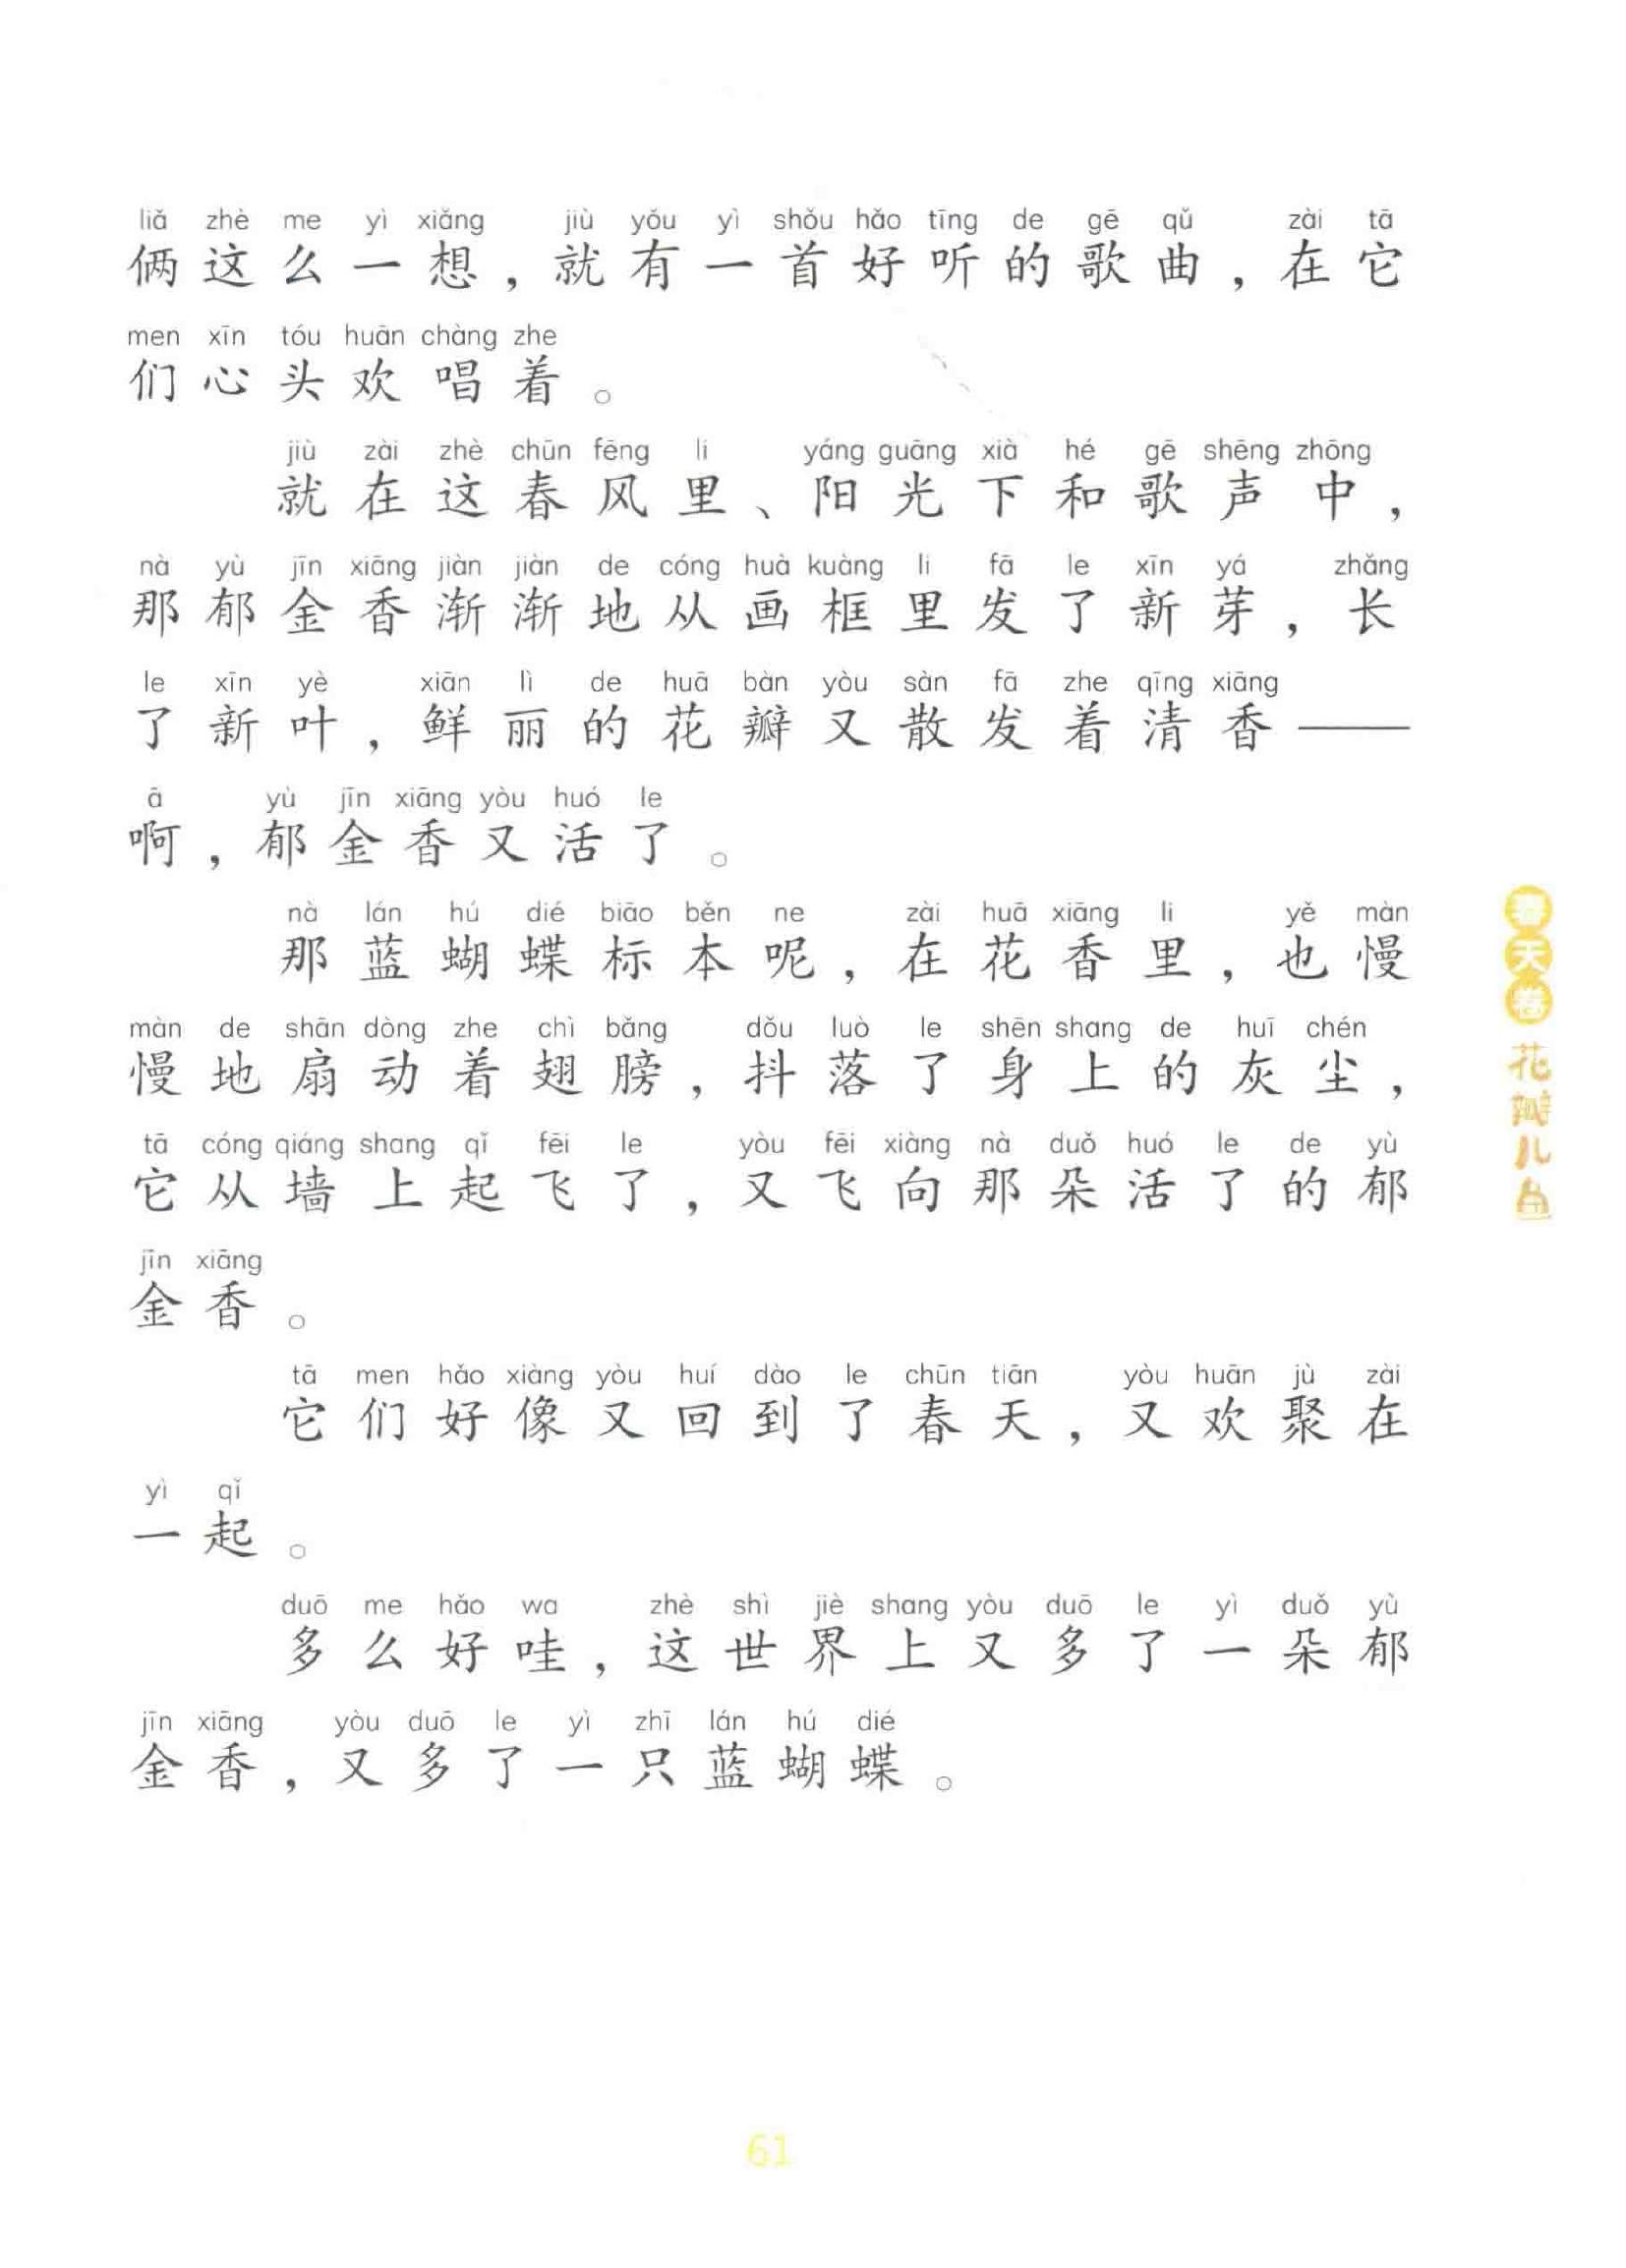 liǎ zhè me yì xiǎng jiù yǒu yì shǒu hǎo tīng de gē qǔ zài tā
俩这么一想，就有一首好听的歌曲，在它
men xīn tóu huān chàng zhe
们心头欢唱着。
jiù zài zhè chūn fēng li yáng guāng xià hé gē shēng zhōng
就在这春风里、阳光下和歌声中，
nà yù jīn xiāng jiàn jiàn de cóng huà kuàng li fā le xīn yá zhǎng
那郁金香渐渐地从画框里发了新芽，长
le xīn yè xiān lì de huā bàn yòu sàn fā zhe qīng xiāng
了新叶，鲜丽的花瓣又散发着清香——
ā yù jīn xiāng yòu huó le
啊，郁金香又活了。
nà lán hú dié biāo běn ne zài huā xiāng li yě màn
那蓝蝴蝶标本呢，在花香里，也慢
màn de shān dòng zhe chì bǎng dǒu luò le shēn shang de huī chén
慢地扇动着翅膀，抖落了身上的灰尘，
tā cóng qiáng shang qǐ fēi le yòu fēi xiàng nà duǒ huó le de yù
它从墙上起飞了，又飞向那朵活了的郁
jīn xiāng
金香。
tā men hǎo xiàng yòu huí dào le chūn tiān yòu huān jù zài
它们好像又回到了春天，又欢聚在
yì qǐ
一起。
duō me hǎo wa zhè shì jiè shang yòu duō le yì duǒ yù
多么好哇，这世界上又多了一朵郁
jīn xiāng yòu duō le yì zhī lán hú dié
金香，又多了一只蓝蝴蝶。
春天卷 花瓣儿鱼
61